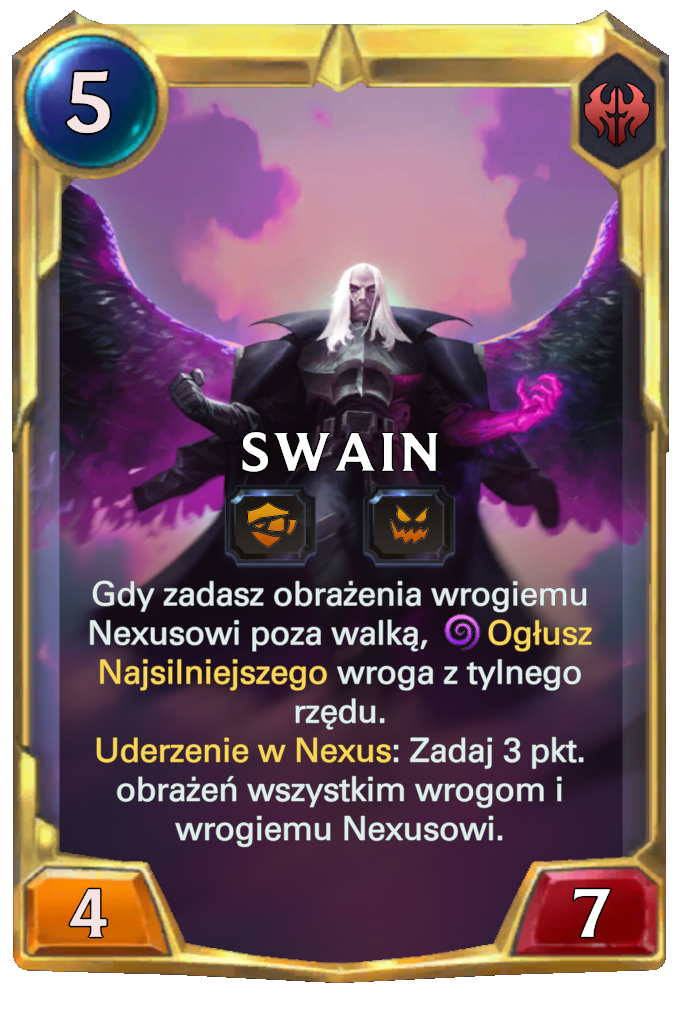 5
SWAIN
Gdy zadasz obrażenia wrogiemu
Nexusowi poza walką, Ogłusz
Najsilniejszego wroga z tylnego
rzędu.
Uderzenie w Nexus: Zadaj 3 pkt.
obrażeń wszystkim wrogom i
wrogiemu Nexusowi.
4
7